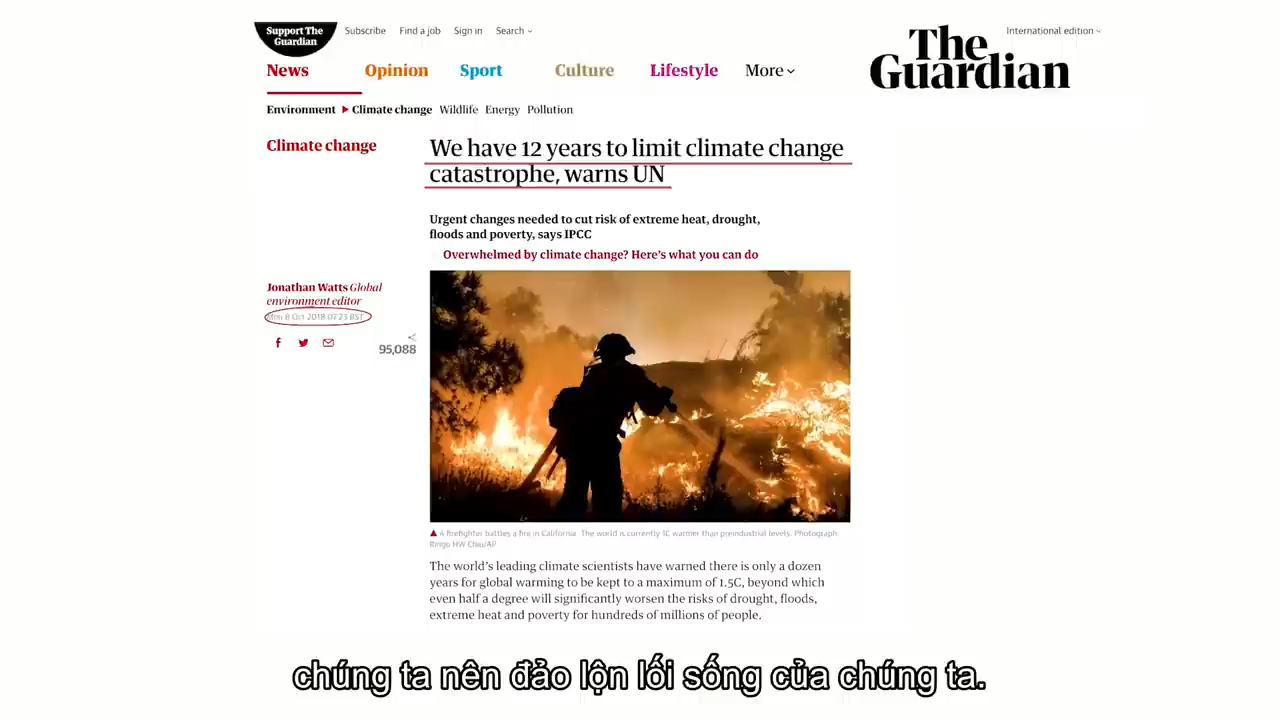 Support The
Guardian
Subscribe Find a job Sign in Search
International edition
The
Guardian
News Opinion Sport Culture Lifestyle More
Environment Climate change Wildlife Energy Pollution
Climate change
We have 12 years to limit climate change
catastrophe, warns UN
Urgent changes needed to cut risk of extreme heat, drought,
floods and poverty, says IPCC
Overwhelmed by climate change? Here's what you can do
Jonathan Watts Global
environment editor
Mon 8 Oct 2018 07.23 BST
95,088
A firefighter battles a fire in California. The world is currently 1C warmer than preindustrial levels. Photograph:
Ringo HW Chiu/AP
The world's leading climate scientists have warned there is only a dozen
years for global warming to be kept to a maximum of 1.5C, beyond which
even half a degree will significantly worsen the risks of drought, floods,
extreme heat and poverty for hundreds of millions of people.
chúng ta nên đảo lộn lối sống của chúng ta.